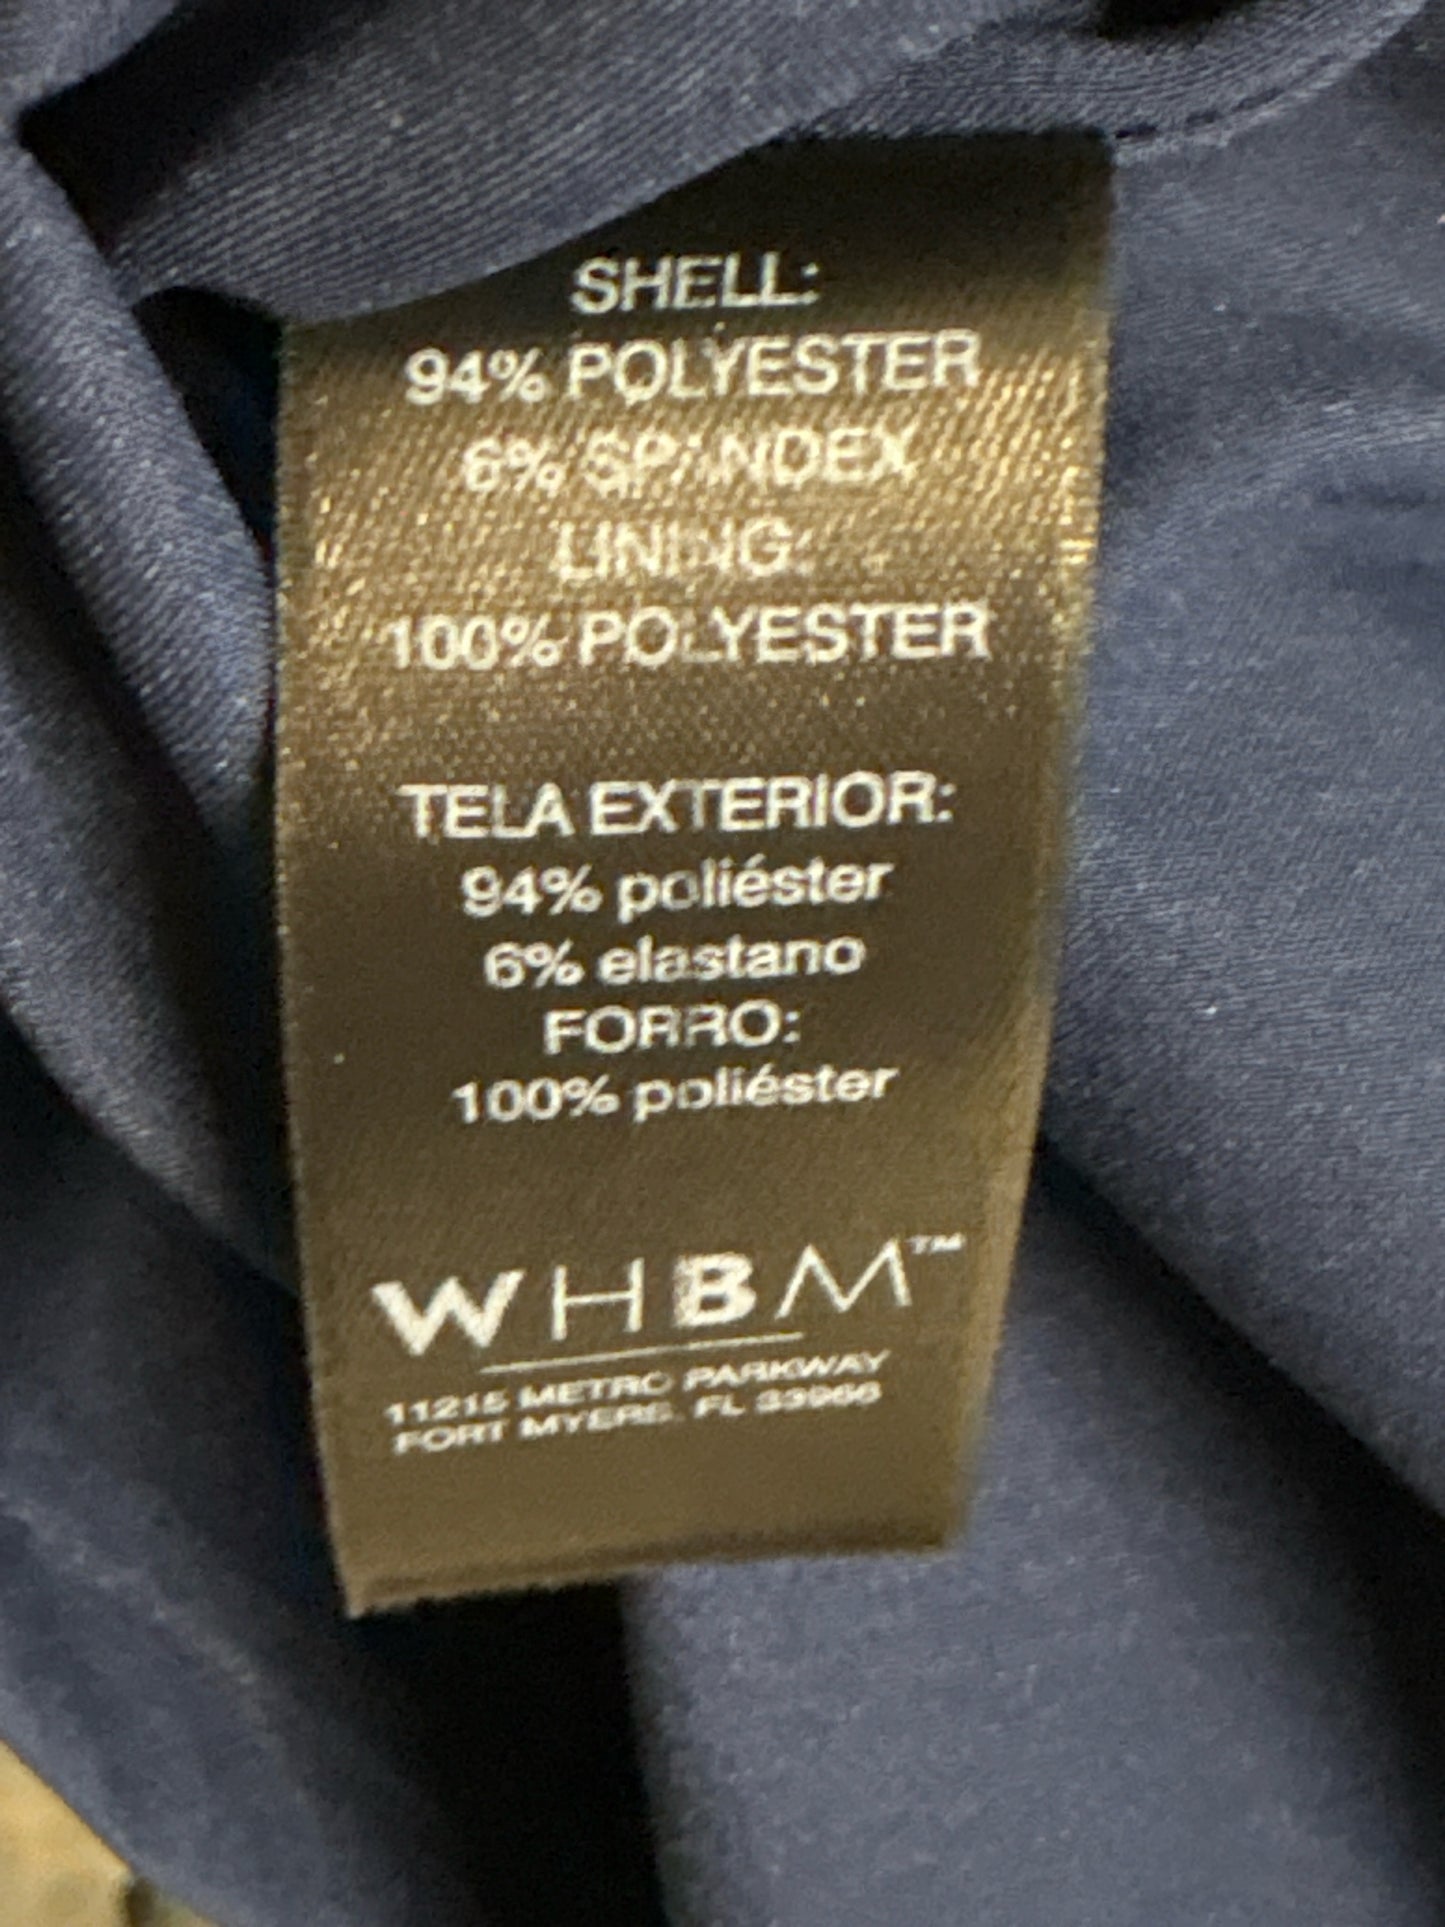 SHELL:
94% POLYESTER
6% SPANDEX
LINING:
100% POLYESTER
TELA EXTERIOR:
94% poliéster
6% elastano
FORRO:
100% poliéster
WHBM™
11215 METRO PARKWAY
FORT MYERS, FL 33966